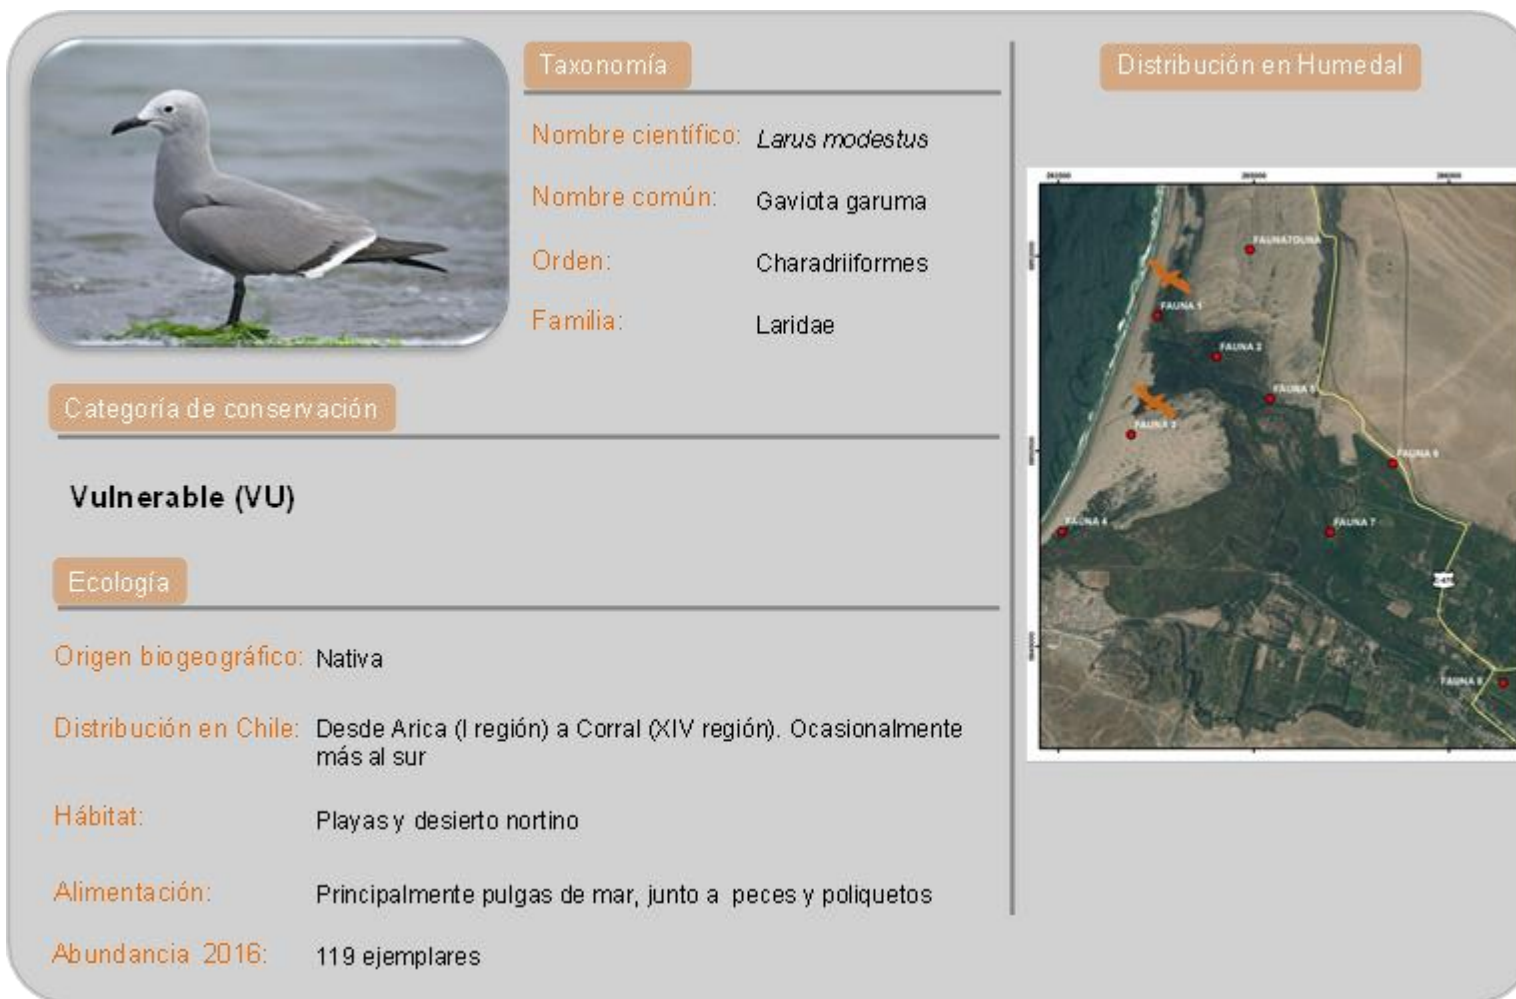 Taxonomía
Nombre científico: Larus modestus
Nombre común: Gaviota garuma
Orden: Charadriiformes
Familia: Laridae
Categoría de conservación
Vulnerable (VU)
Ecología
Origen biogeográfico: Nativa
Distribución en Chile: Desde Arica (I región) a Corral (XIV región). Ocasionalmente
más al sur
Hábitat: Playas y desierto nortino
Alimentación: Principalmente pulgas de mar, junto a peces y poliquetos
Abundancia 2016: 119 ejemplares
Distribución en Humedal
FAUNA 1
FAUNA 2
FAUNA 5
FAUNA 3
FAUNA 6
FAUNA 4
FAUNA 7
FAUNA 8